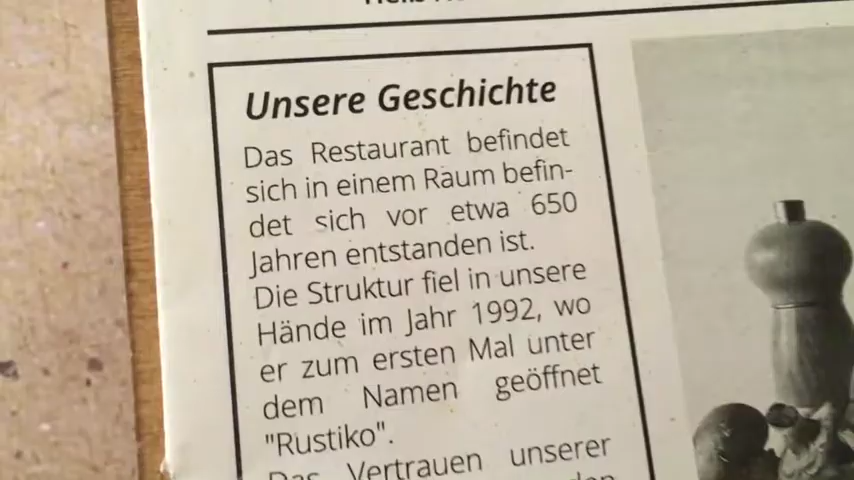 Unsere Geschichte
Das Restaurant befindet
sich in einem Raum befin-
det sich vor etwa 650
Jahren entstanden ist.
Die Struktur fiel in unsere
Hände im Jahr 1992, wo
er zum ersten Mal unter
dem Namen geöffnet
"Rustiko".
Das Vertrauen unserer